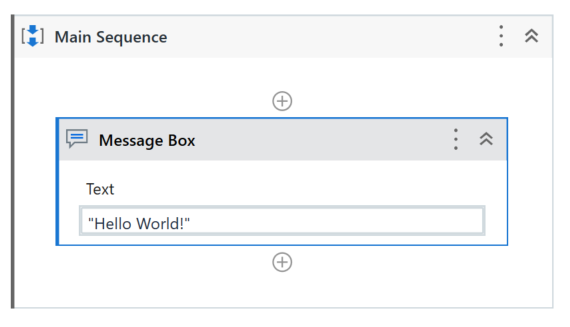 Main Sequence
Message Box
Text
"Hello World!"